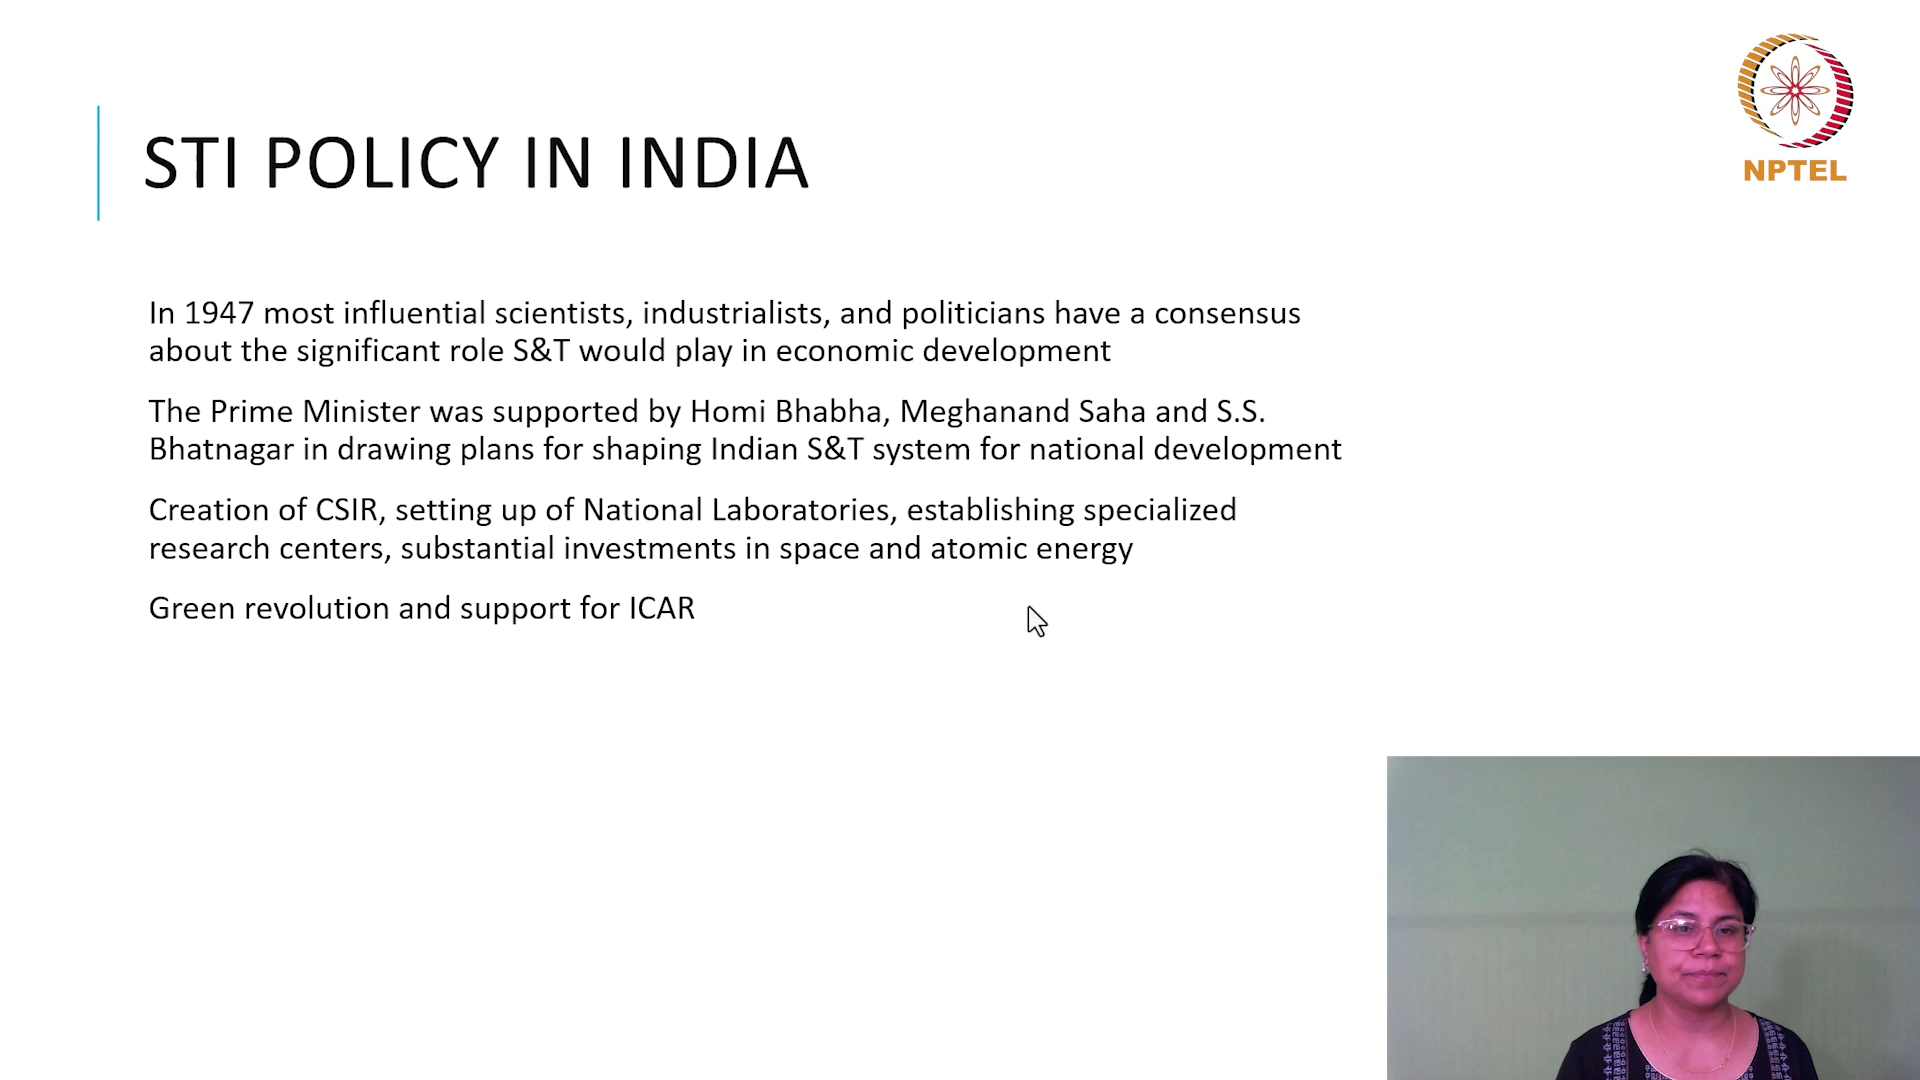 STI POLICY IN INDIA
NPTEL
In 1947 most influential scientists, industrialists, and politicians have a consensus
about the significant role S&T would play in economic development
The Prime Minister was supported by Homi Bhabha, Meghanand Saha and S.S.
Bhatnagar in drawing plans for shaping Indian S&T system for national development
Creation of CSIR, setting up of National Laboratories, establishing specialized
research centers, substantial investments in space and atomic energy
Green revolution and support for ICAR